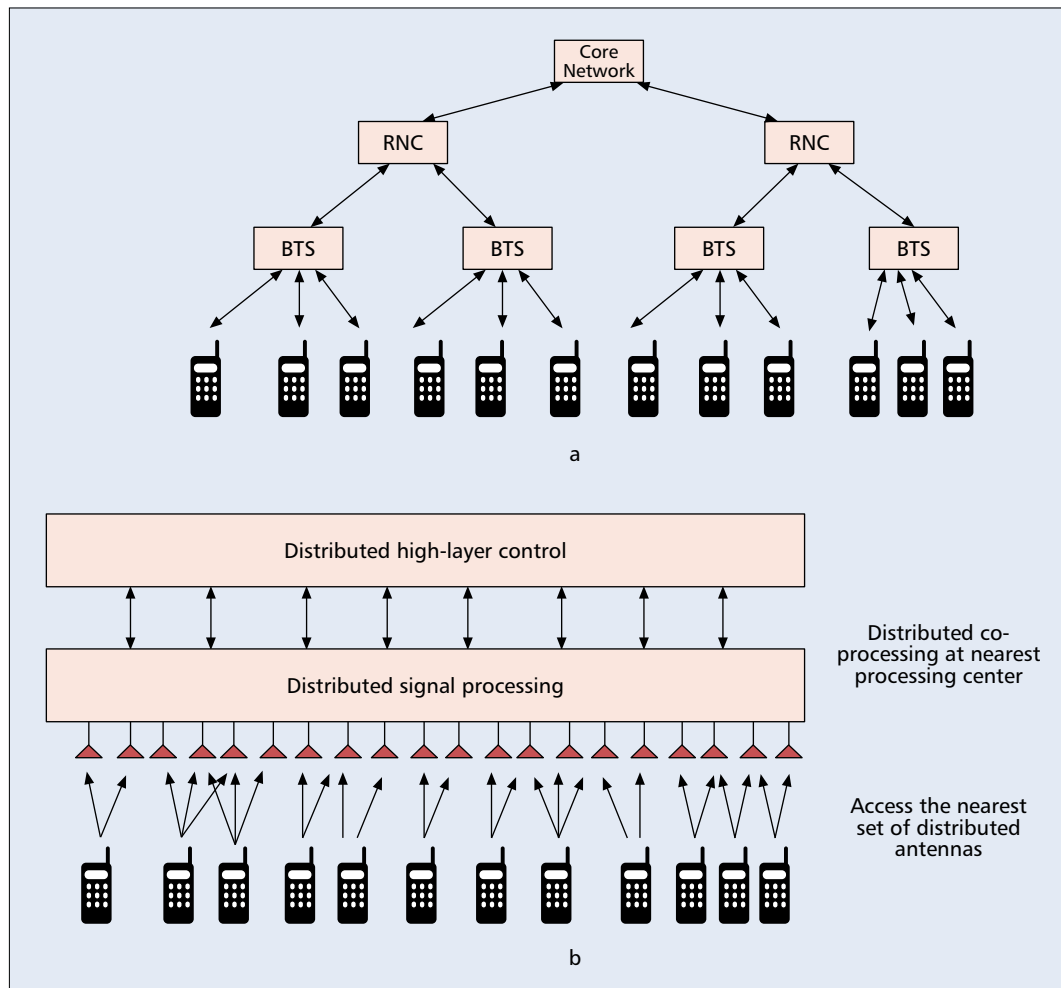 Core
Network
RNC
RNC
BTS
BTS
BTS
BTS
a
Distributed high-layer control
Distributed co-
processing at nearest
processing center
Distributed signal processing
Access the nearest
set of distributed
antennas
b